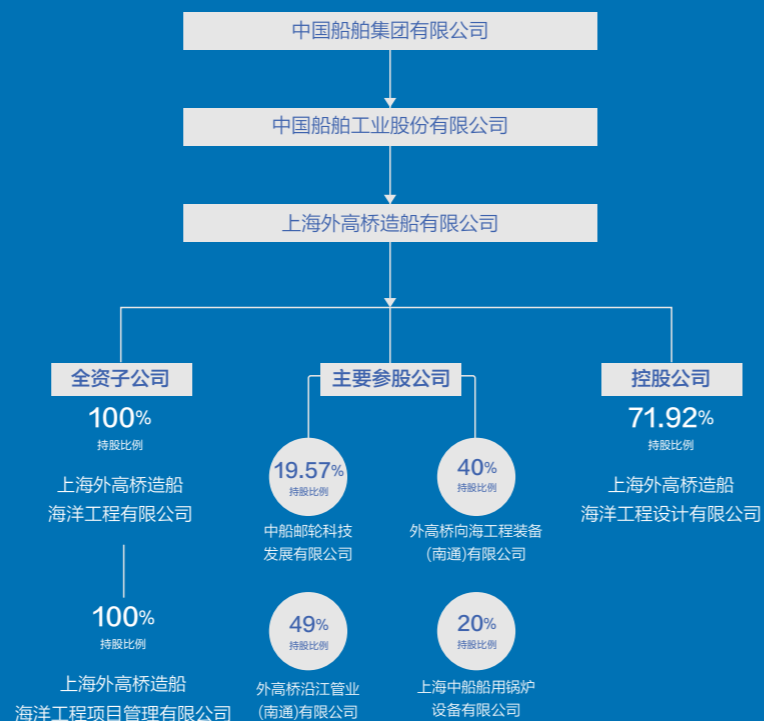 中国船舶集团有限公司
中国船舶工业股份有限公司
上海外高桥造船有限公司
全资子公司
100%
持股比例
上海外高桥造船
海洋工程有限公司
100%
持股比例
上海外高桥造船
海洋工程项目管理有限公司
主要参股公司
19.57%
持股比例
中船邮轮科技
发展有限公司
40%
持股比例
外高桥向海工程装备
(南通)有限公司
49%
持股比例
外高桥沿江管业
(南通)有限公司
20%
持股比例
上海中船船用锅炉
设备有限公司
控股公司
71.92%
持股比例
上海外高桥造船
海洋工程设计有限公司